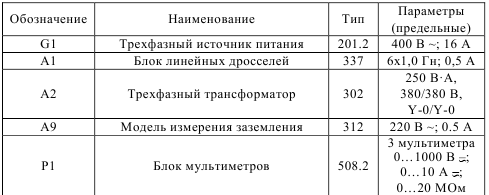 Обозначение Наименование Тип Параметры (предельные)
G1 Трехфазный источник питания 201.2 400 В ~; 16 А
А1 Блок линейных дросселей 337 6х1,0 Гн; 0,5 А
А2 Трехфазный трансформатор 302 250 В·А,
380/380 В,
Y-0/Y-0
А9 Модель измерения заземления 312 220 В ~; 0.5 А
Р1 Блок мультиметров 508.2 3 мультиметра
0...1000 В ≂;
0...10 А ≂;
0...20 МОм